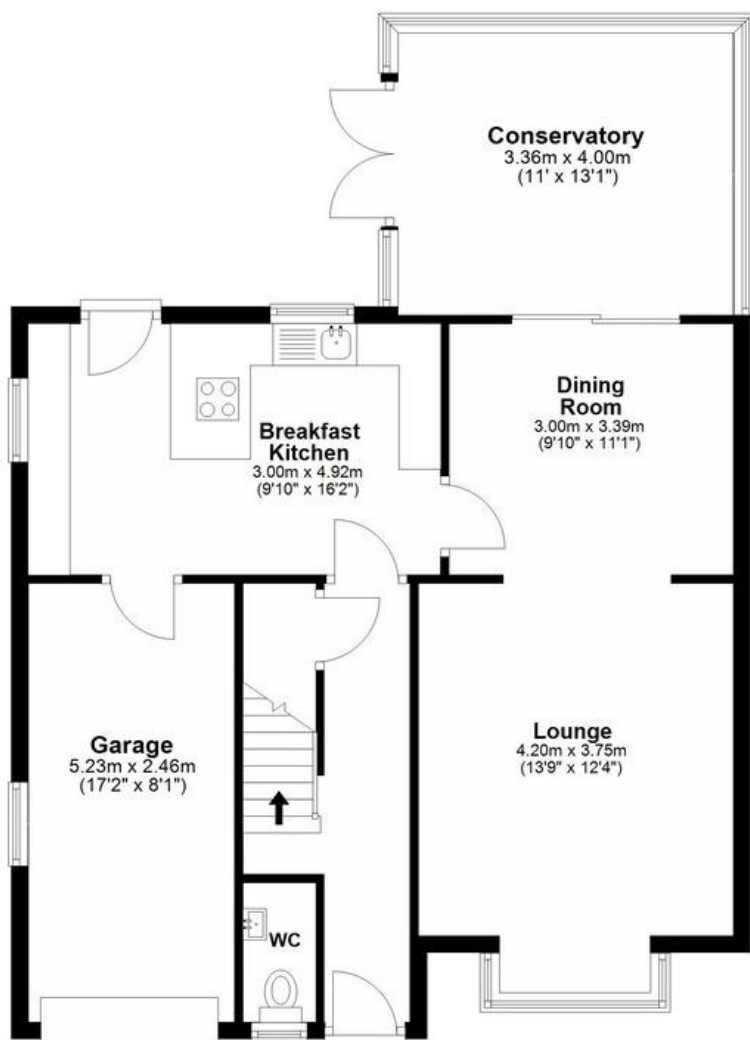 Conservatory
3.36m x 4.00m
(11' x 13'1")
Dining
Room
3.00m x 3.39m
(9'10" x 11'1")
Breakfast
Kitchen
3.00m x 4.92m
(9'10" x 16'2")
Garage
5.23m x 2.46m
(17'2" x 8'1")
Lounge
4.20m x 3.75m
(13'9" x 12'4")
WC